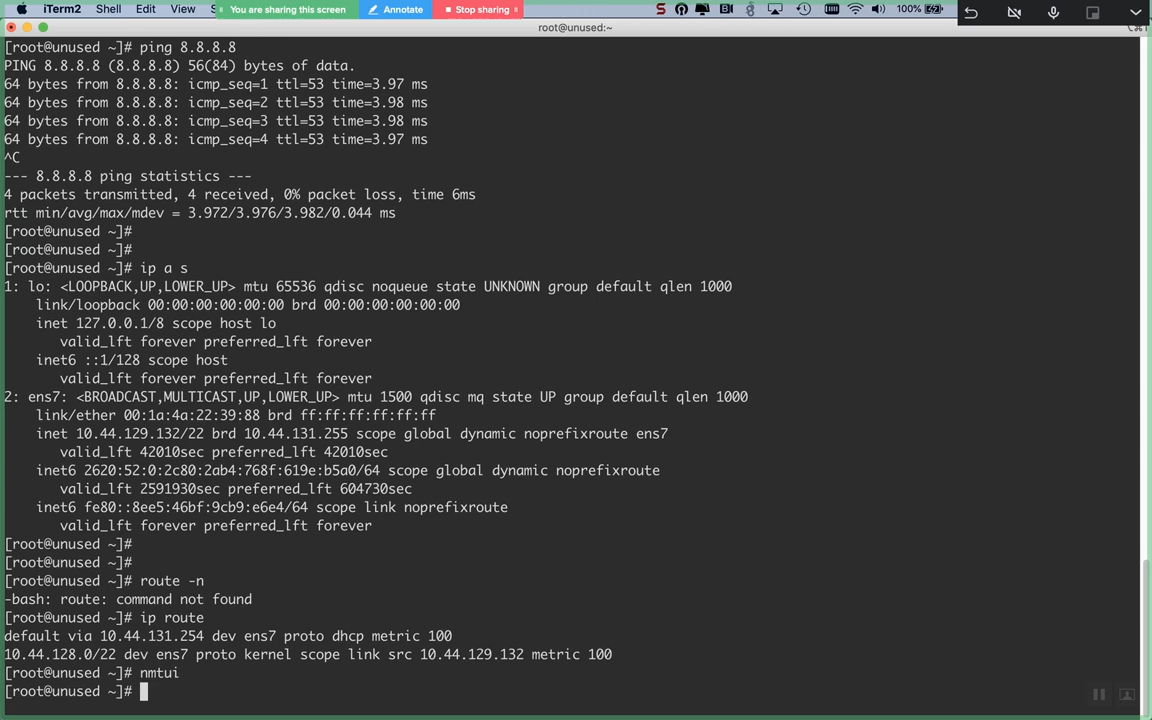 iTerm2 Shell Edit View You are sharing this screen Annotate Stop sharing 100%
root@unused:~
[root@unused ~]# ping 8.8.8.8
PING 8.8.8.8 (8.8.8.8) 56(84) bytes of data.
64 bytes from 8.8.8.8: icmp_seq=1 ttl=53 time=3.97 ms
64 bytes from 8.8.8.8: icmp_seq=2 ttl=53 time=3.98 ms
64 bytes from 8.8.8.8: icmp_seq=3 ttl=53 time=3.98 ms
64 bytes from 8.8.8.8: icmp_seq=4 ttl=53 time=3.97 ms
^C
--- 8.8.8.8 ping statistics ---
4 packets transmitted, 4 received, 0% packet loss, time 6ms
rtt min/avg/max/mdev = 3.972/3.976/3.982/0.044 ms
[root@unused ~]#
[root@unused ~]#
[root@unused ~]# ip a s
1: lo: <LOOPBACK,UP,LOWER_UP> mtu 65536 qdisc noqueue state UNKNOWN group default qlen 1000
    link/loopback 00:00:00:00:00:00 brd 00:00:00:00:00:00
    inet 127.0.0.1/8 scope host lo
       valid_lft forever preferred_lft forever
    inet6 ::1/128 scope host
       valid_lft forever preferred_lft forever
2: ens7: <BROADCAST,MULTICAST,UP,LOWER_UP> mtu 1500 qdisc mq state UP group default qlen 1000
    link/ether 00:1a:4a:22:39:88 brd ff:ff:ff:ff:ff:ff
    inet 10.44.129.132/22 brd 10.44.131.255 scope global dynamic noprefixroute ens7
       valid_lft 42010sec preferred_lft 42010sec
    inet6 2620:52:0:2c80:2ab4:768f:619e:b5a0/64 scope global dynamic noprefixroute
       valid_lft 2591930sec preferred_lft 604730sec
    inet6 fe80::8ee5:46bf:9cb9:e6e4/64 scope link noprefixroute
       valid_lft forever preferred_lft forever
[root@unused ~]#
[root@unused ~]#
[root@unused ~]# route -n
-bash: route: command not found
[root@unused ~]# ip route
default via 10.44.131.254 dev ens7 proto dhcp metric 100
10.44.128.0/22 dev ens7 proto kernel scope link src 10.44.129.132 metric 100
[root@unused ~]# nmtui
[root@unused ~]#